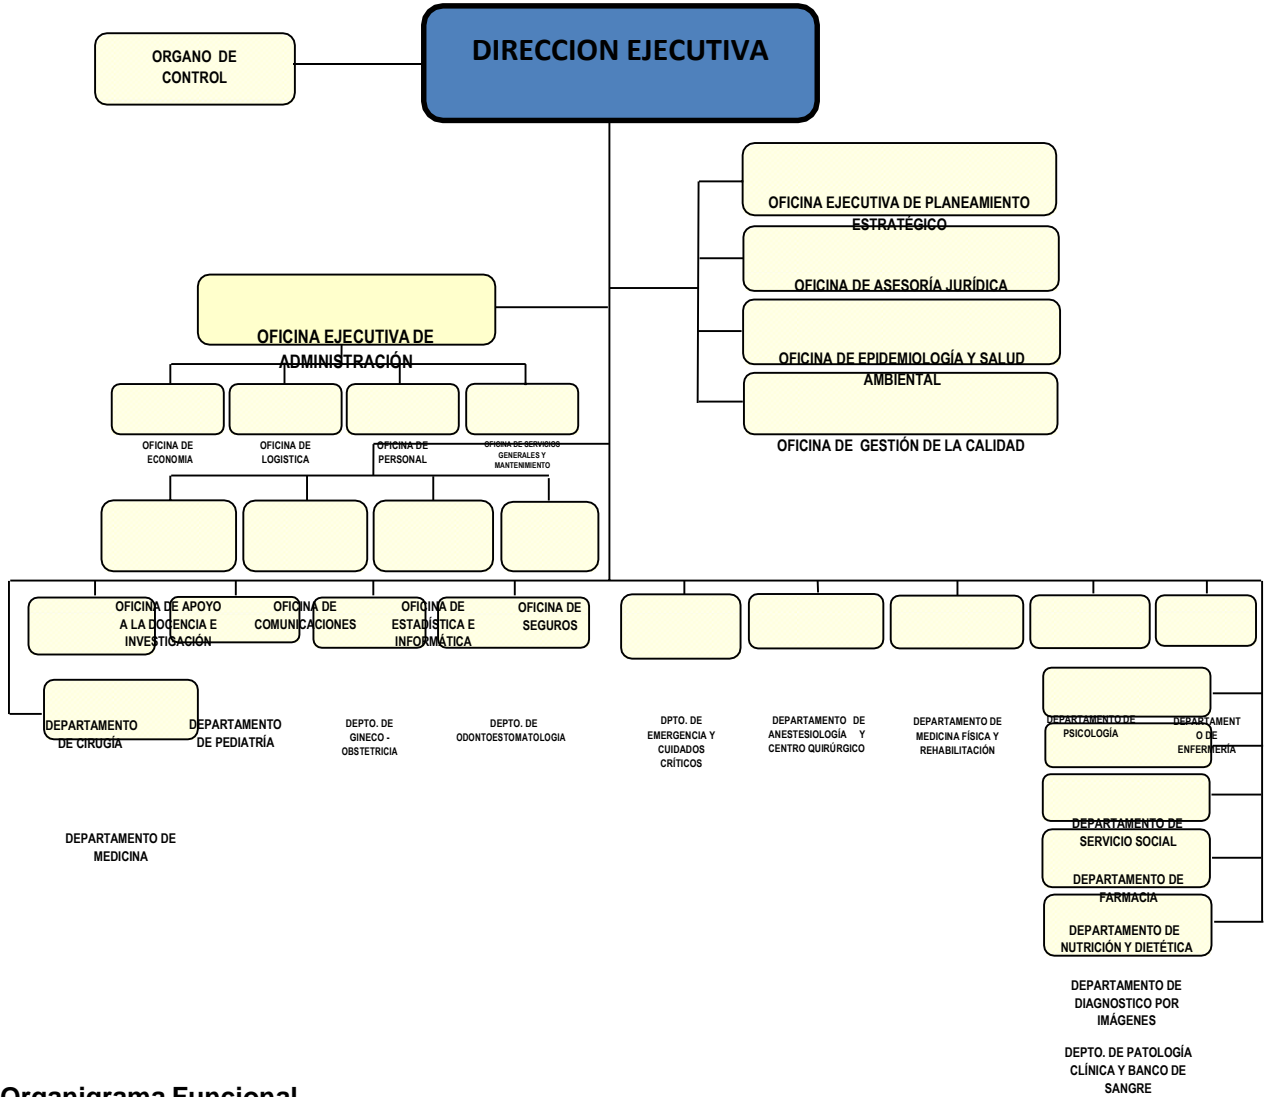 DIRECCION EJECUTIVA
ORGANO DE
CONTROL
OFICINA EJECUTIVA DE PLANEAMIENTO
ESTRATÉGICO
OFICINA DE ASESORÍA JURÍDICA
OFICINA EJECUTIVA DE
ADMINISTRACIÓN
OFICINA DE EPIDEMIOLOGÍA Y SALUD
AMBIENTAL
OFICINA DE GESTIÓN DE LA CALIDAD
OFICINA DE
ECONOMIA
OFICINA DE
LOGISTICA
OFICINA DE
PERSONAL
OFICINA DE SERVICIOS
GENERALES Y
MANTENIMIENTO
OFICINA DE APOYO
A LA DOCENCIA E
INVESTIGACIÓN
OFICINA DE
COMUNICACIONES
OFICINA DE
ESTADÍSTICA E
INFORMÁTICA
OFICINA DE
SEGUROS
DEPARTAMENTO
DE CIRUGÍA
DEPARTAMENTO
DE PEDIATRÍA
DEPTO. DE
GINECO -
OBSTETRICIA
DEPTO. DE
ODONTOESTOMATOLOGIA
DPTO. DE
EMERGENCIA Y
CUIDADOS
CRÍTICOS
DEPARTAMENTO DE
ANESTESIOLOGÍA Y
CENTRO QUIRÚRGICO
DEPARTAMENTO DE
MEDICINA FÍSICA Y
REHABILITACIÓN
DEPARTAMENTO DE
PSICOLOGÍA
DEPARTAMENT
O DE
ENFERMERÍA
DEPARTAMENTO DE
MEDICINA
DEPARTAMENTO DE
SERVICIO SOCIAL
DEPARTAMENTO DE
FARMACIA
DEPARTAMENTO DE
NUTRICIÓN Y DIETÉTICA
DEPARTAMENTO DE
DIAGNOSTICO POR
IMÁGENES
DEPTO. DE PATOLOGÍA
CLÍNICA Y BANCO DE
SANGRE
Organigrama Funcional